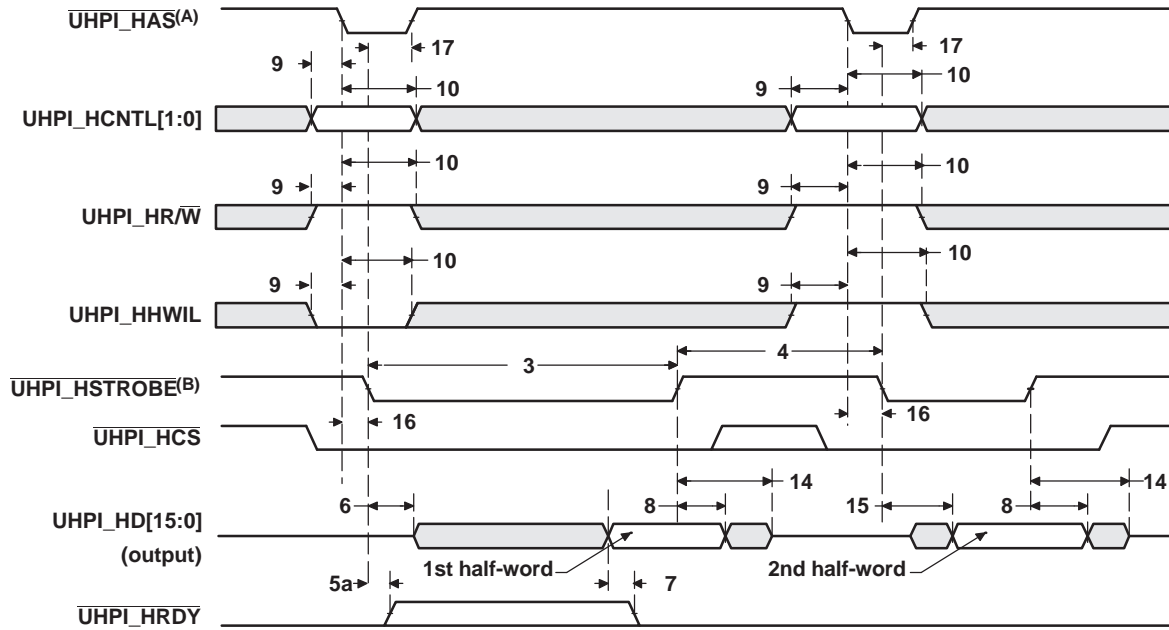 UHPI_HAS(A)
17
17
9
10
9
10
UHPI_HCNTL[1:0]
10
10
9
9
UHPI_HR/W
10
10
9
9
UHPI_HHWIL
3
4
UHPI_HSTROBE(B)
16
16
UHPI_HCS
14
14
6
8
15
8
UHPI_HD[15:0]
(output)
1st half-word
2nd half-word
5a
7
UHPI_HRDY